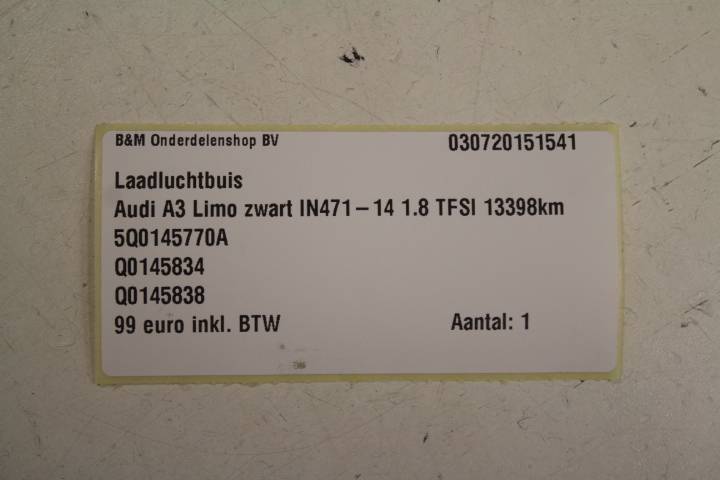 B&M Onderdelenshop BV 030720151541
Laadluchtbuis
Audi A3 Limo zwart IN471-14 1.8 TFSI 13398km
5Q0145770A
Q0145834
Q0145838
99 euro inkl. BTW Aantal: 1